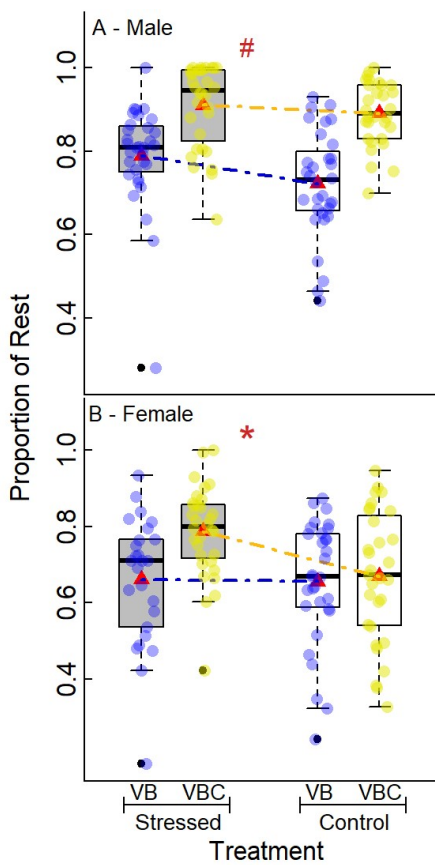 A - Male
#
1.0
0.8
0.6
0.4
Proportion of Rest
B - Female
*
1.0
0.8
0.6
0.4
VB VBC VB VBC
Stressed Control
Treatment